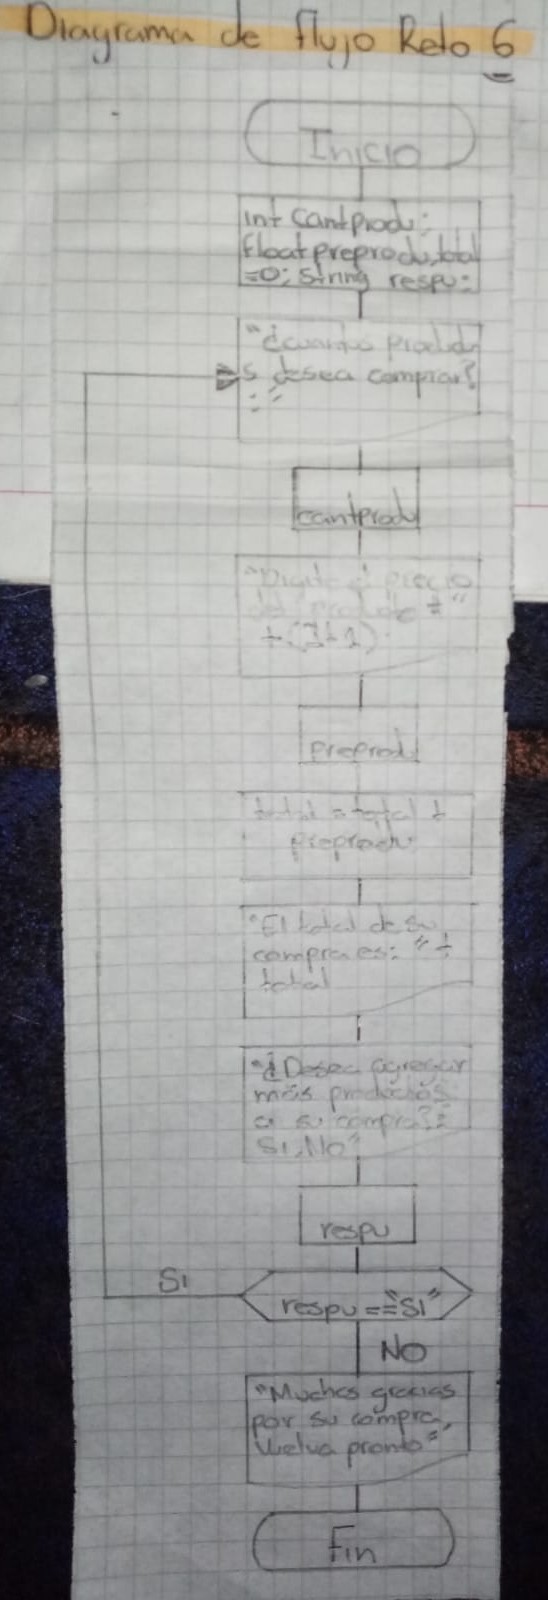 Diagrama de flujo Reto 6
Inicio
int cantprodu;
float preprodu, total
=0; string respu;
"¿Cuantos produdo
s desea comprar?
:"
cantprodu
"Digite el precio
del producto #"
+(I+1)
preprodu
total = total +
preprodu
"El total de su
compra es: " +
total
"¿Desea agregar
más productos
a su compra?:
SI, No"
respu
SI
respu=="SI"
NO
"Muchas gracias
por su compra,
vuelva pronto"
Fin